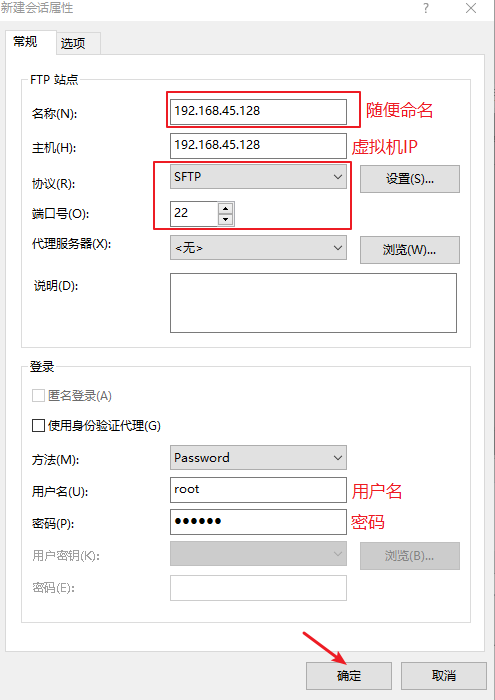 新建会话属性 ?
常规 选项
FTP 站点
名称(N): 192.168.45.128 随便命名
主机(H): 192.168.45.128 虚拟机IP
协议(R): SFTP 设置(S)...
端口号(O): 22
代理服务器(X): <无> 浏览(W)...
说明(D):
登录
匿名登录(A)
使用身份验证代理(G)
方法(M): Password
用户名(U): root 用户名
密码(P): ●●●●●● 密码
用户密钥(K): 浏览(B)...
密码(E):
确定 取消